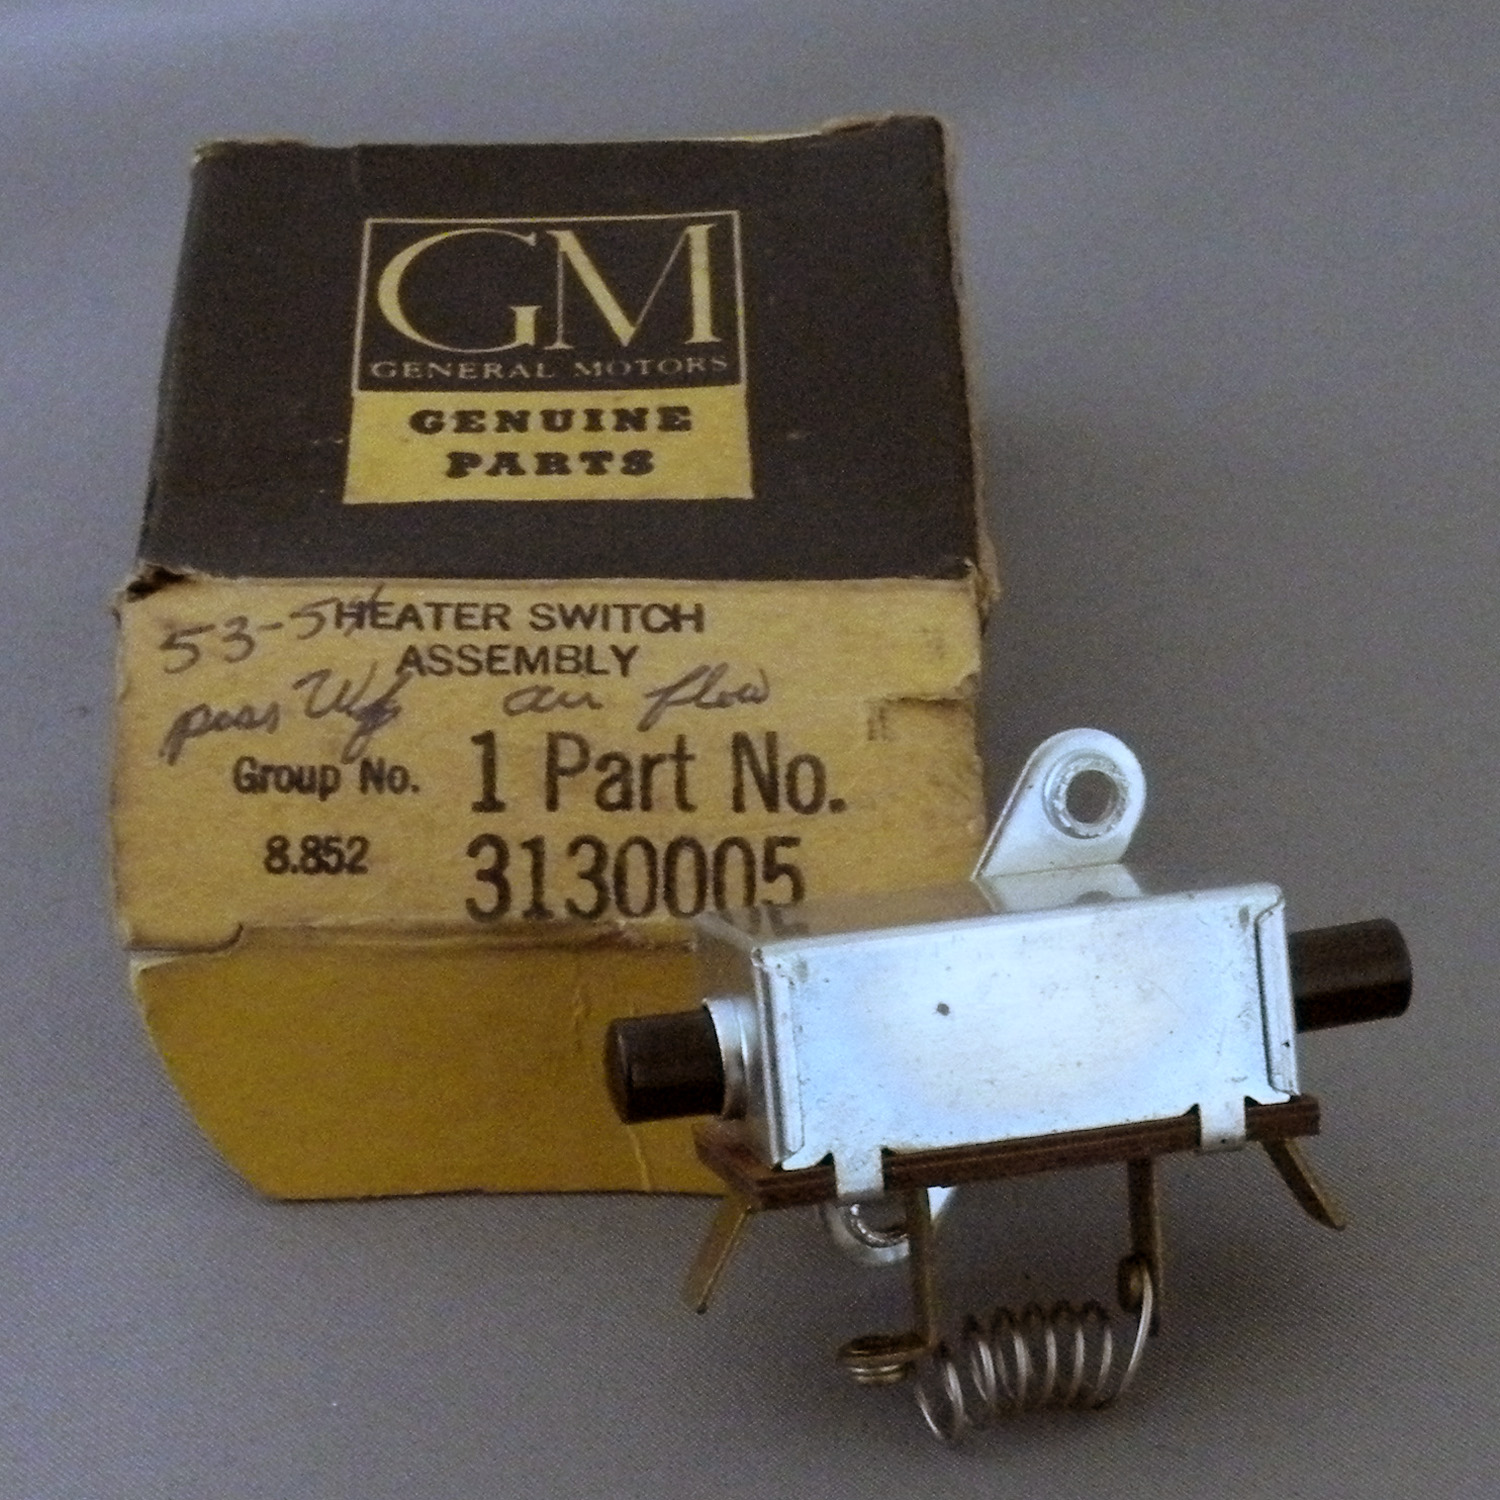 GM
GENERAL MOTORS
GENUINE
PARTS
53-54 HEATER SWITCH
ASSEMBLY
pass air flow
Group No. 1 Part No.
8.852 3130005